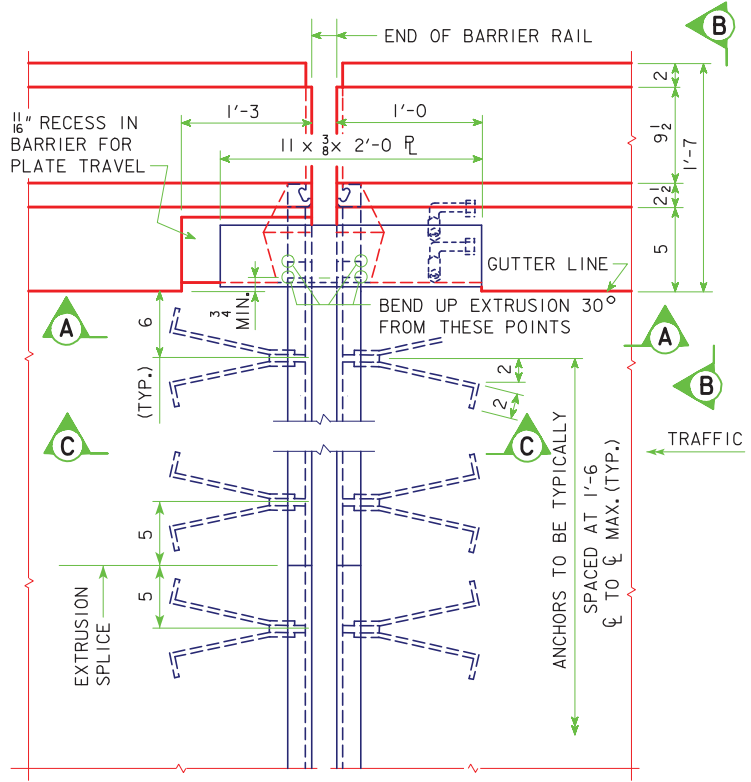 B
END OF BARRIER RAIL
2
11/16" RECESS IN
BARRIER FOR
PLATE TRAVEL
1'-3
1'-0
9 1/2
1'-7
11 × 3/8 × 2'-0 PL
2 1/2
5
GUTTER LINE
A
6
(TYP.)
3/4
MIN.
BEND UP EXTRUSION 30°
FROM THESE POINTS
A
2
2
B
C
C
TRAFFIC
5
5
EXTRUSION
SPLICE
ANCHORS TO BE TYPICALLY
SPACED AT 1'-6
℄ TO ℄ MAX. (TYP.)